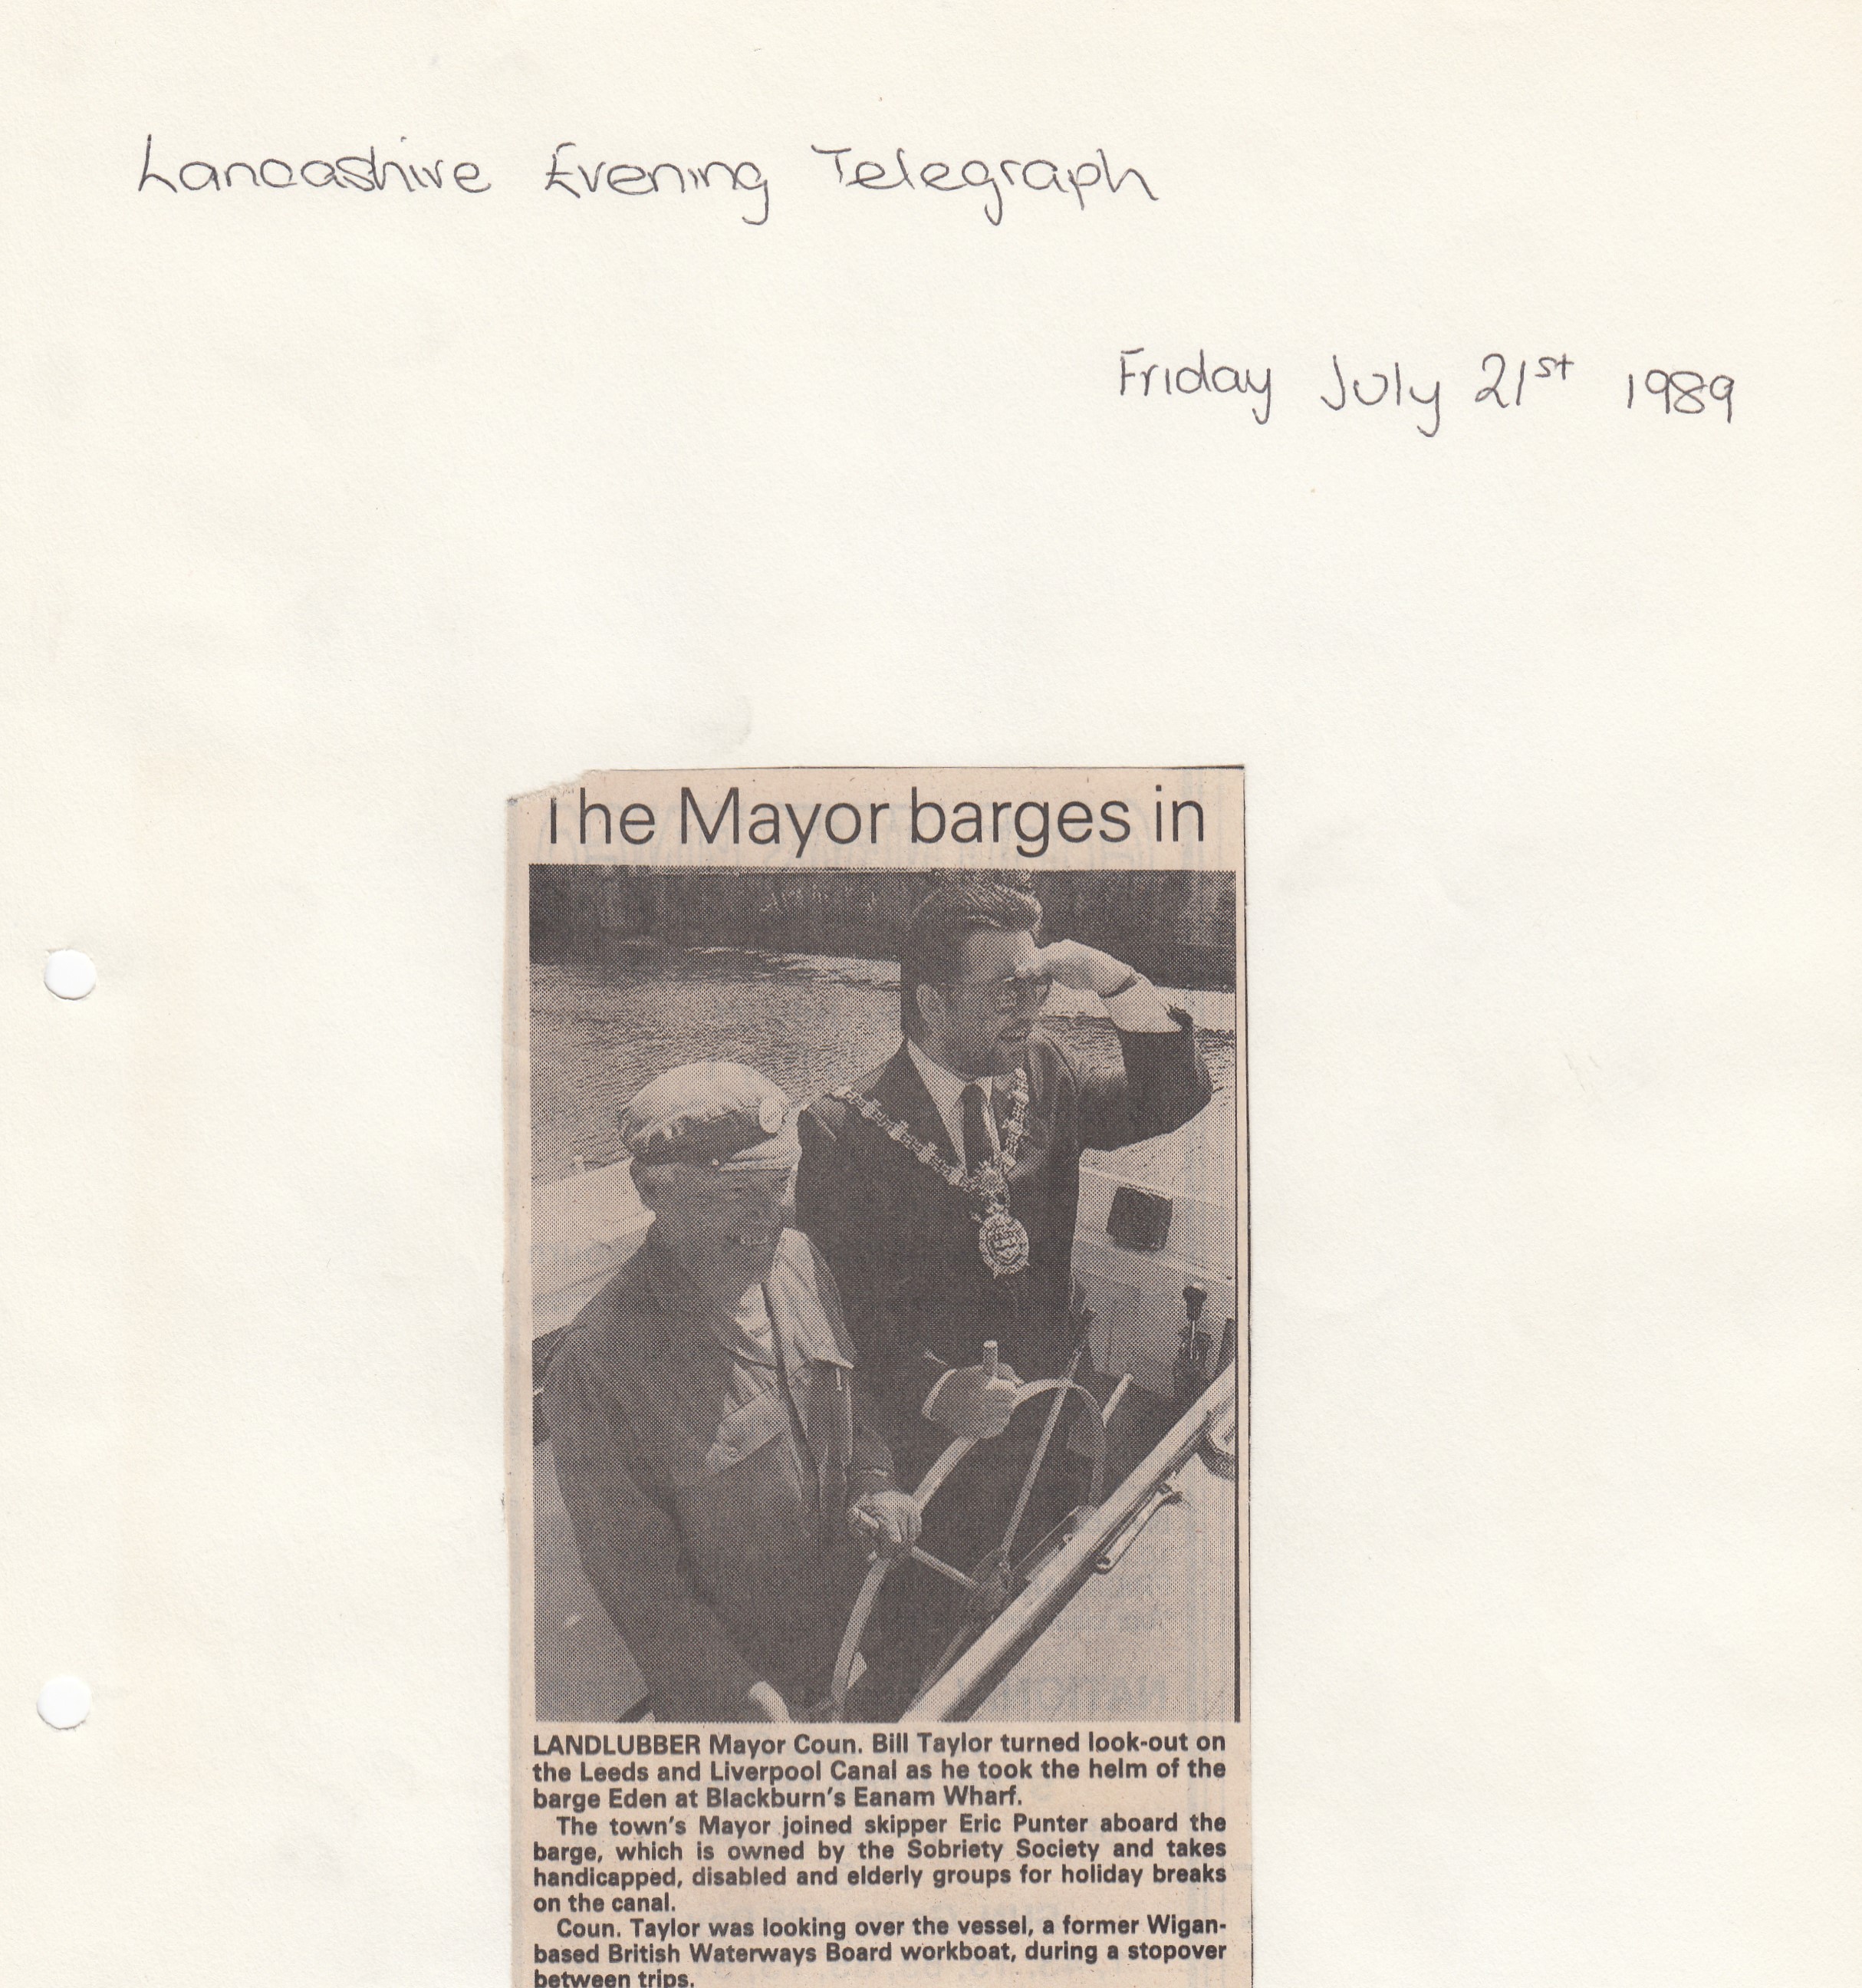 Lancashire Evening Telegraph
Friday July 21st 1989
The Mayor barges in
LANDLUBBER Mayor Coun. Bill Taylor turned look-out on
the Leeds and Liverpool Canal as he took the helm of the
barge Eden at Blackburn's Eanam Wharf.
The town's Mayor joined skipper Eric Punter aboard the
barge, which is owned by the Sobriety Society and takes
handicapped, disabled and elderly groups for holiday breaks
on the canal.
Coun. Taylor was looking over the vessel, a former Wigan-
based British Waterways Board workboat, during a stopover
between trips.